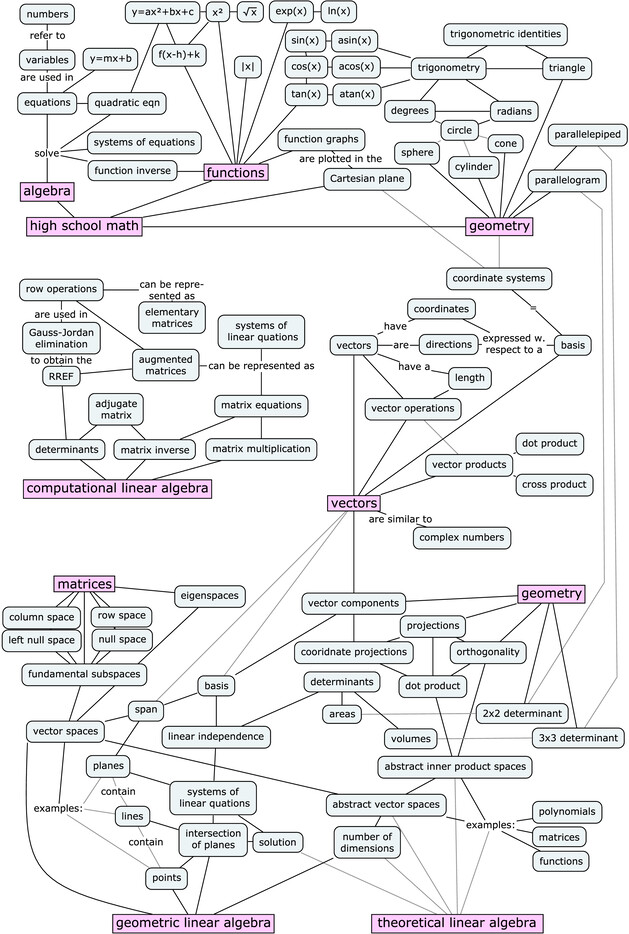 numbers
refer to
variables
are used in
y=mx+b
equations
quadratic eqn
solve
systems of equations
function inverse
algebra
y=ax²+bx+c
x²
√x
exp(x)
ln(x)
f(x-h)+k
|x|
sin(x)
asin(x)
cos(x)
acos(x)
tan(x)
atan(x)
functions
function graphs
are plotted in the
Cartesian plane
trigonometric identities
trigonometry
triangle
degrees
radians
circle
cone
sphere
cylinder
parallelepiped
parallelogram
high school math
geometry
coordinate systems
=
row operations
can be repre-
sented as
are used in
elementary
matrices
Gauss-Jordan
elimination
to obtain the
RREF
augmented
matrices
systems of
linear quations
can be represented as
adjugate
matrix
matrix equations
determinants
matrix inverse
matrix multiplication
computational linear algebra
coordinates
have
vectors
are
directions
expressed w.
respect to a
basis
have a
length
vector operations
dot product
vector products
cross product
vectors
are similar to
complex numbers
matrices
eigenspaces
column space
row space
left null space
null space
fundamental subspaces
vector components
geometry
projections
cooridnate projections
orthogonality
basis
determinants
dot product
span
areas
2x2 determinant
vector spaces
linear independence
volumes
3x3 determinant
planes
abstract inner product spaces
contain
systems of
linear quations
examples:
lines
abstract vector spaces
polynomials
examples:
contain
intersection
of planes
solution
number of
dimensions
matrices
functions
points
geometric linear algebra
theoretical linear algebra